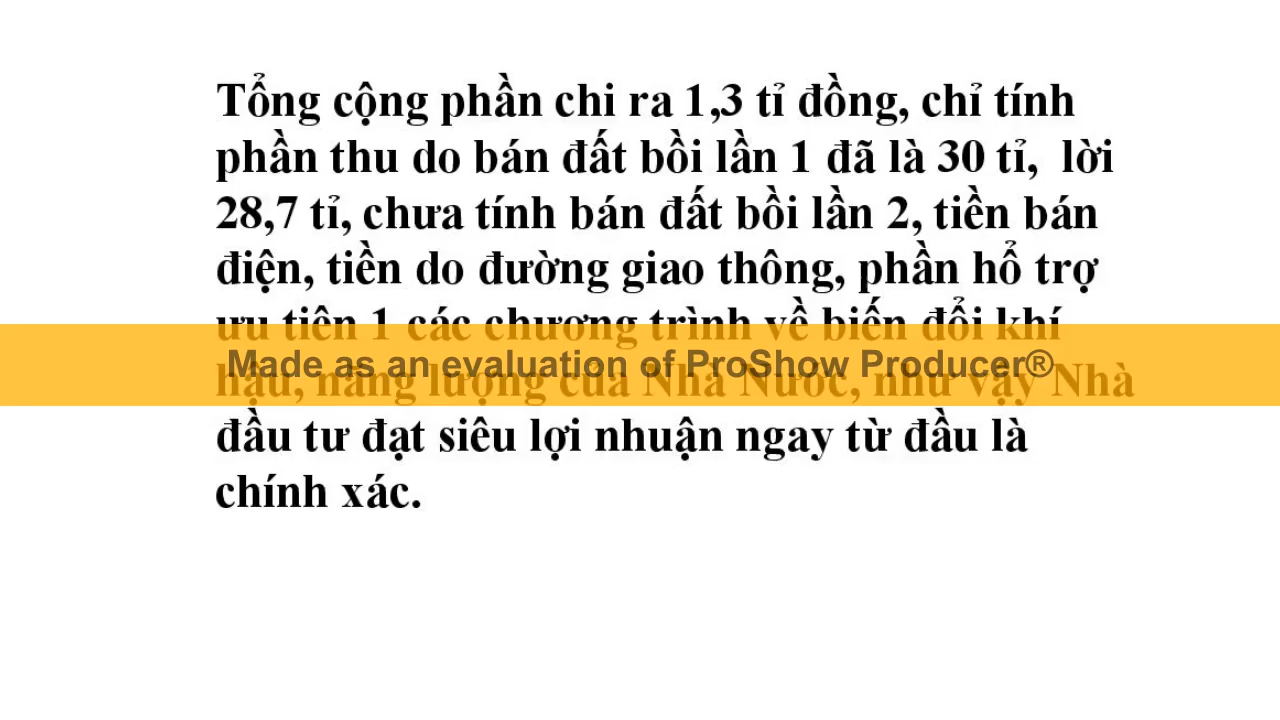 Tổng cộng phần chi ra 1,3 tỉ đồng, chỉ tính
phần thu do bán đất bồi lần 1 đã là 30 tỉ, lời
28,7 tỉ, chưa tính bán đất bồi lần 2, tiền bán
điện, tiền do đường giao thông, phần hổ trợ
ưu tiên 1 các chương trình về biến đổi khí
hậu, năng lượng của Nhà Nước, như vậy Nhà
Made as an evaluation of ProShow Producer®
đầu tư đạt siêu lợi nhuận ngay từ đầu là
chính xác.